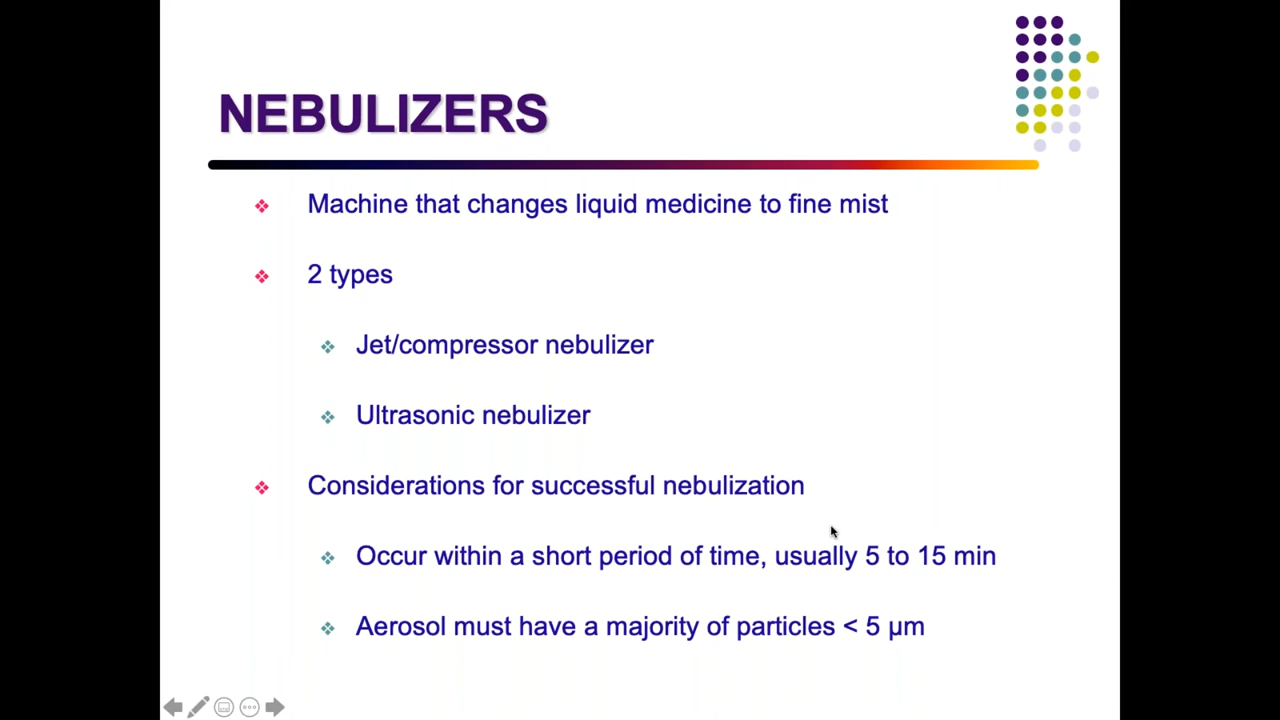 NEBULIZERS
Machine that changes liquid medicine to fine mist
2 types
Jet/compressor nebulizer
Ultrasonic nebulizer
Considerations for successful nebulization
Occur within a short period of time, usually 5 to 15 min
Aerosol must have a majority of particles < 5 µm